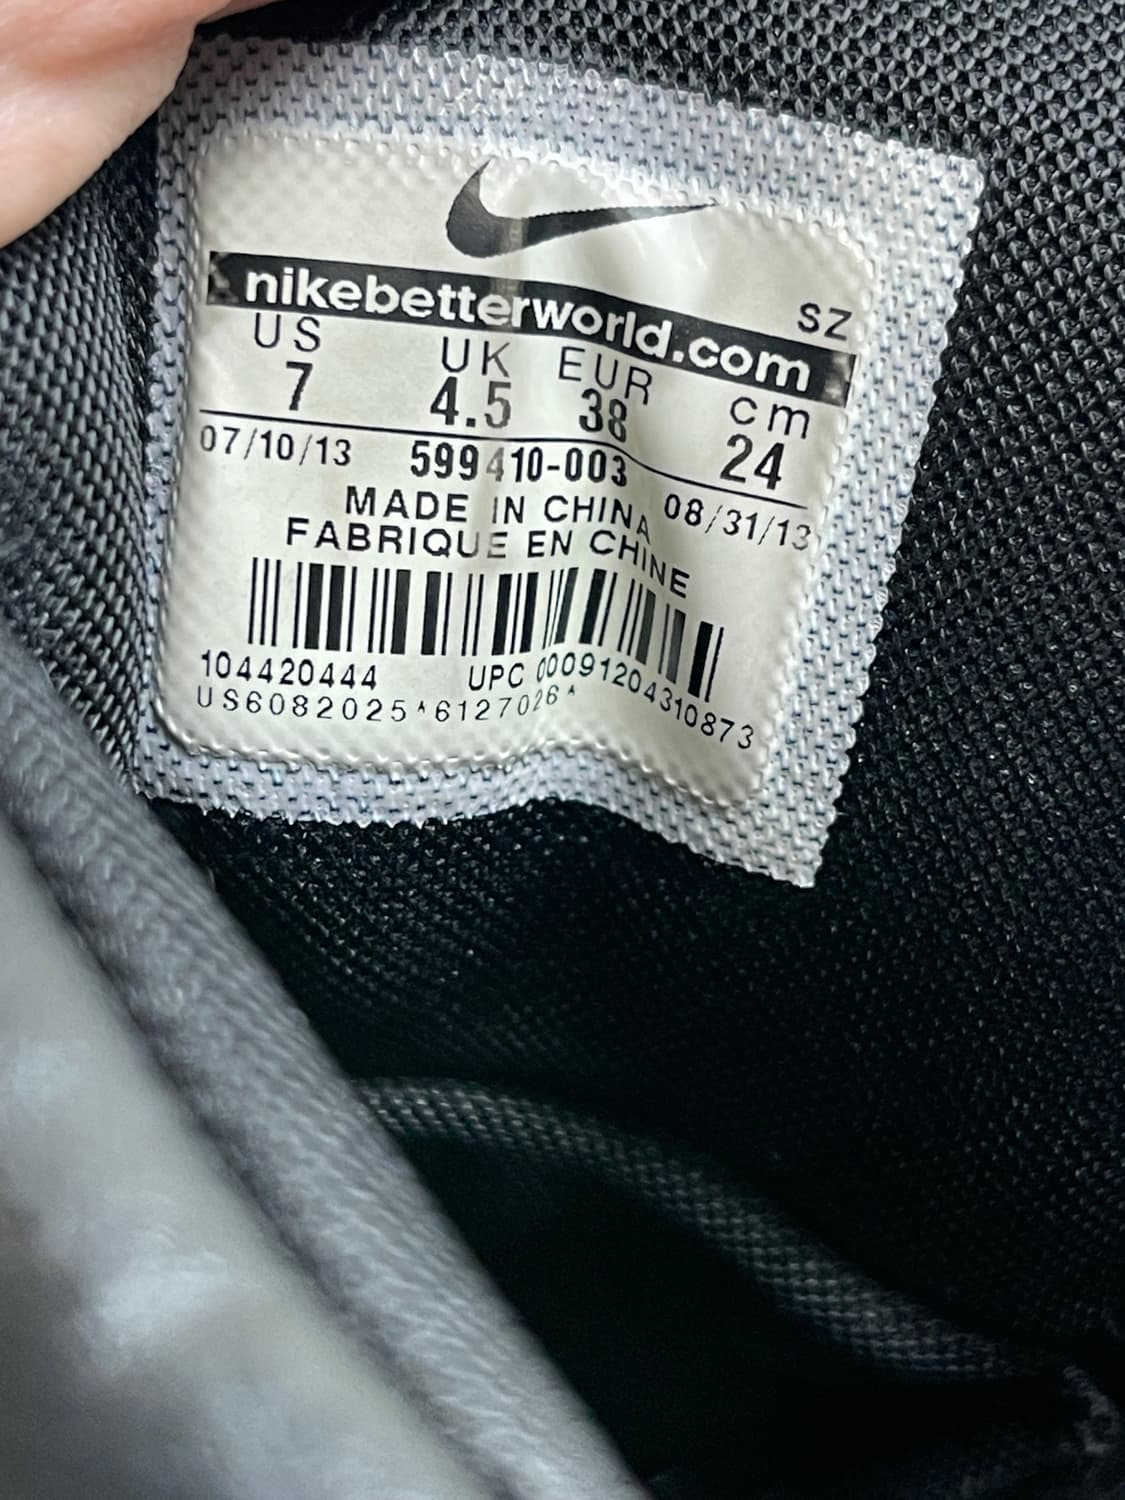 SZ
nikebetterworld.com
US UK EUR cm
7 4.5 38 24
07/10/13 599410-003 08/31/13
MADE IN CHINA
FABRIQUE EN CHINE
104420444 UPC 00091204310873
US6082025*6127026*